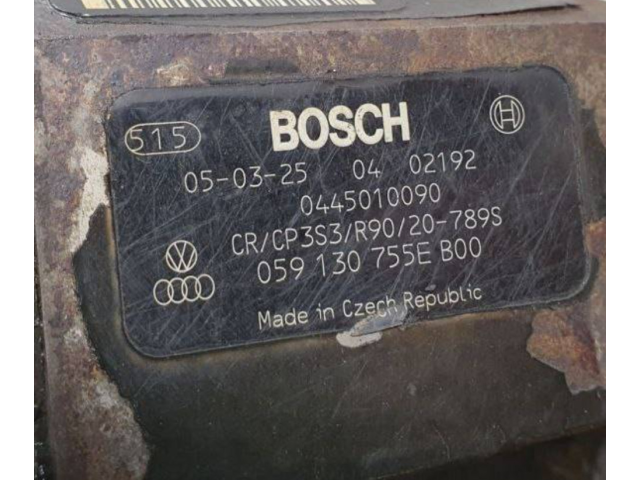 515
BOSCH
05-03-25 04 02192
0445010090
CR/CP3S3/R90/20-789S
059 130 755E B00
Made in Czech Republic